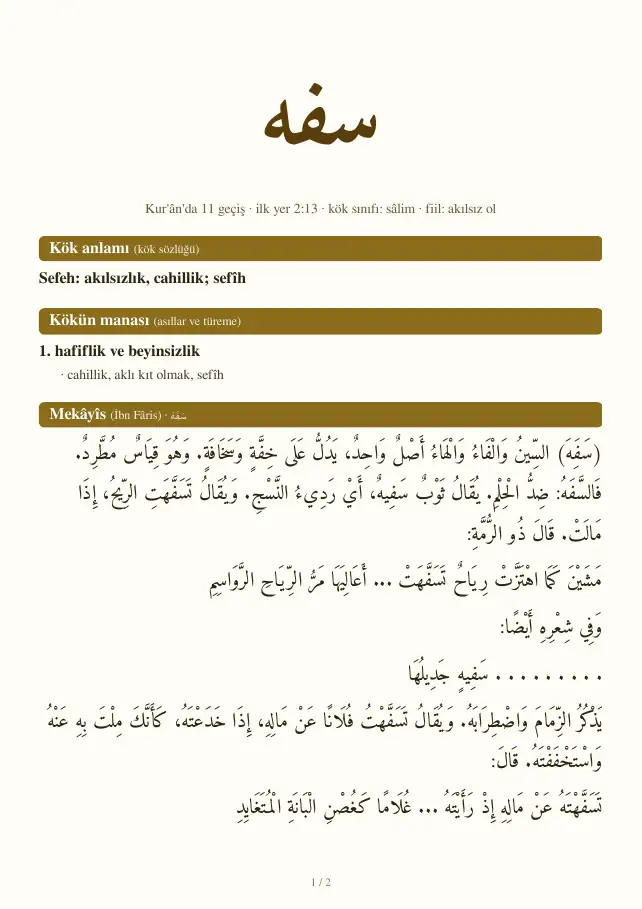 سفه
Kur'ân'da 11 geçiş · ilk yer 2:13 · kök sınıfı: sâlim · fiil: akılsız ol
Kök anlamı (kök sözlüğü)
Sefeh: akılsızlık, cahillik; sefîh
Kökün manası (asıllar ve türeme)
1. hafiflik ve beyinsizlik
· cahillik, aklı kıt olmak, sefîh
Mekâyîs (İbn Fâris) · سَفَهَ
(سَفِهَ) السِّينُ وَالْفَاءُ وَالْهَاءُ أَصْلٌ وَاحِدٌ، يَدُلُّ عَلَى خِفَّةٍ وَسَخَافَةٍ. وَهُوَ قِيَاسٌ مُطَّرِدٌ.
فَالسَّفَهُ: ضِدُّ الْحِلْمِ. يُقَالُ ثَوْبٌ سَفِيهٌ، أَيْ رَدِيءُ النَّسْجِ. وَيُقَالُ تَسَفَّهَتِ الرِّيحُ، إِذَا
مَالَتْ. قَالَ ذُو الرُّمَّةِ:
مَشَيْنَ كَمَا اهْتَزَّتْ رِيَاحٌ تَسَفَّهَتْ ... أَعَالِيَهَا مَرُّ الرِّيَاحِ الرَّوَاسِمِ
وَفِي شِعْرِهِ أَيْضًا:
. . . . . . . . . سَفِيهٍ جَدِيلُهَا
يَذْكُرُ الزِّمَامَ وَاضْطِرَابَهُ. وَيُقَالُ تَسَفَّهْتُ فُلَانًا عَنْ مَالِهِ، إِذَا خَدَعْتَهُ، كَأَنَّكَ مِلْتَ بِهِ عَنْهُ
وَاسْتَخْفَفْتَهُ. قَالَ:
تَسَفَّهْتَهُ عَنْ مَالِهِ إِذْ رَأَيْتَهُ ... غُلَامًا كَغُصْنِ الْبَانَةِ الْمُتَغَايِدِ
1 / 2